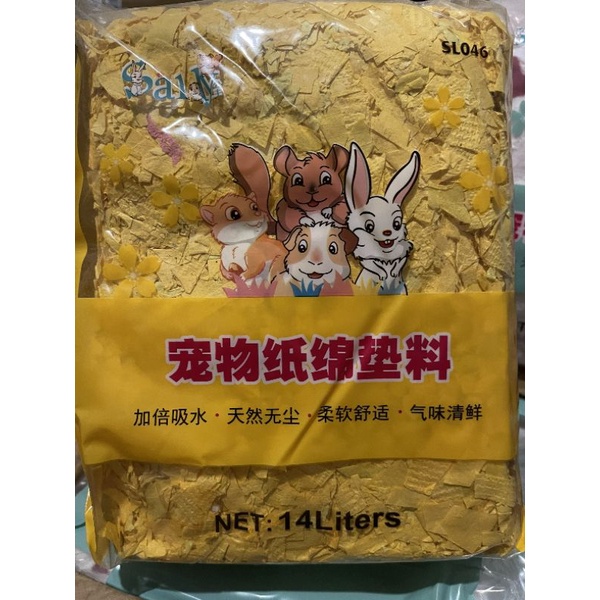 SL046
Sally
宠物纸绵垫料
加倍吸水·天然无尘·柔软舒适·气味清鲜
NET: 14Liters